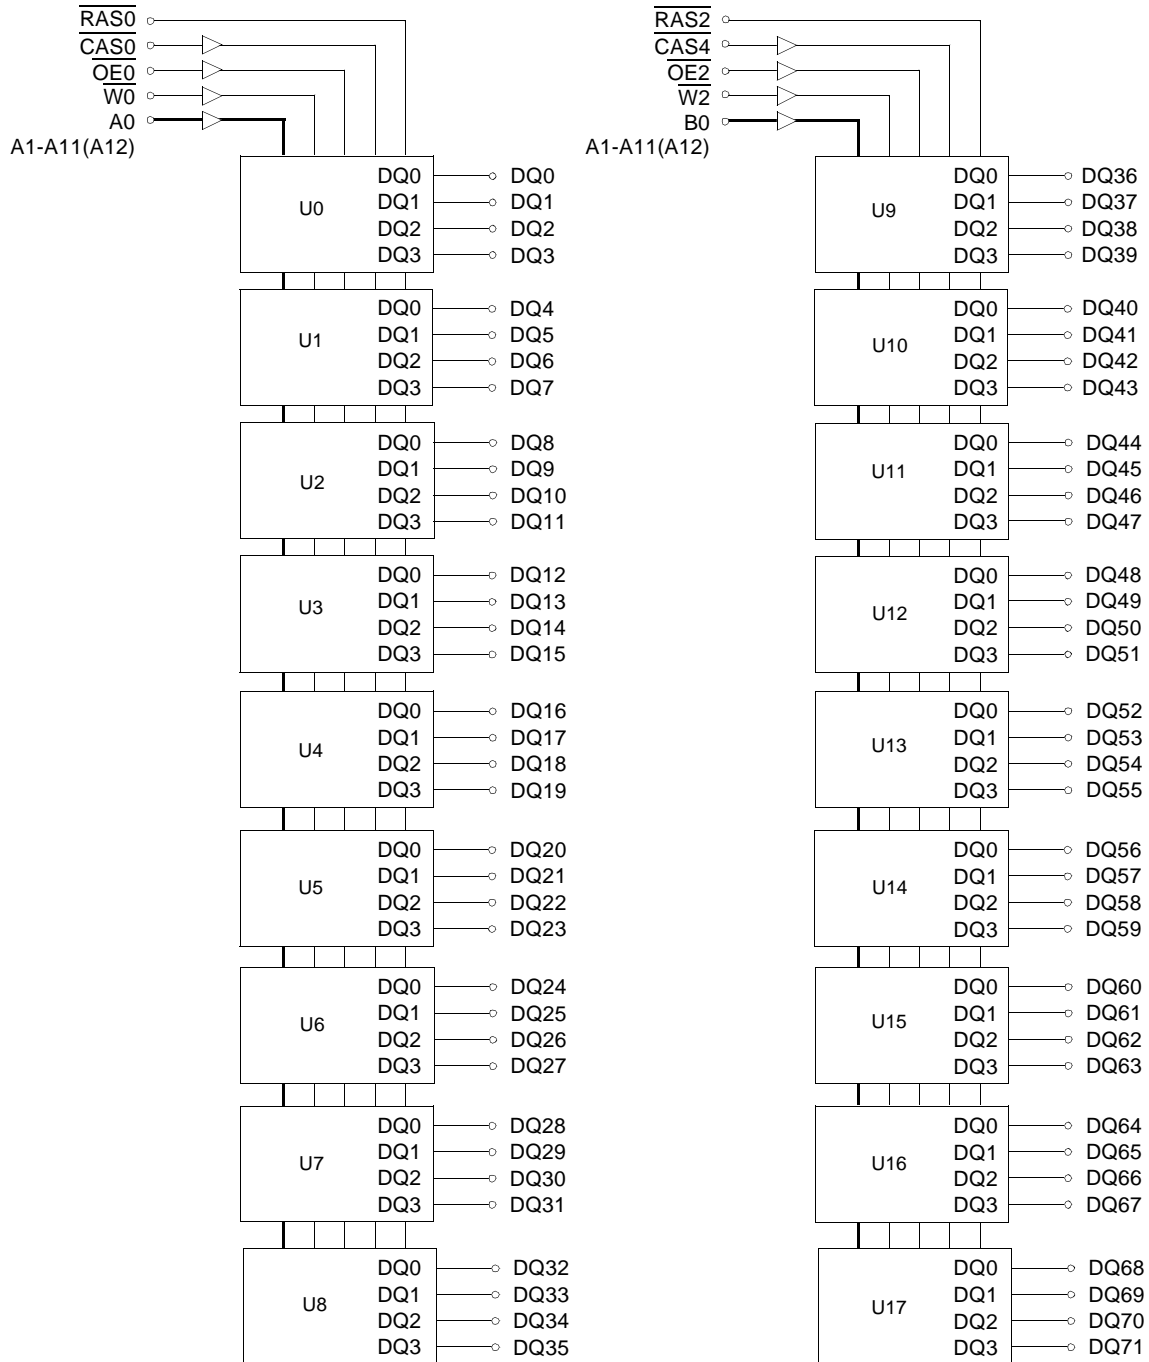 RAS0
CAS0
OE0
W0
A0
A1-A11(A12)
U0
DQ0 DQ0
DQ1 DQ1
DQ2 DQ2
DQ3 DQ3
U1
DQ0 DQ4
DQ1 DQ5
DQ2 DQ6
DQ3 DQ7
U2
DQ0 DQ8
DQ1 DQ9
DQ2 DQ10
DQ3 DQ11
U3
DQ0 DQ12
DQ1 DQ13
DQ2 DQ14
DQ3 DQ15
U4
DQ0 DQ16
DQ1 DQ17
DQ2 DQ18
DQ3 DQ19
U5
DQ0 DQ20
DQ1 DQ21
DQ2 DQ22
DQ3 DQ23
U6
DQ0 DQ24
DQ1 DQ25
DQ2 DQ26
DQ3 DQ27
U7
DQ0 DQ28
DQ1 DQ29
DQ2 DQ30
DQ3 DQ31
U8
DQ0 DQ32
DQ1 DQ33
DQ2 DQ34
DQ3 DQ35
RAS2
CAS4
OE2
W2
B0
A1-A11(A12)
U9
DQ0 DQ36
DQ1 DQ37
DQ2 DQ38
DQ3 DQ39
U10
DQ0 DQ40
DQ1 DQ41
DQ2 DQ42
DQ3 DQ43
U11
DQ0 DQ44
DQ1 DQ45
DQ2 DQ46
DQ3 DQ47
U12
DQ0 DQ48
DQ1 DQ49
DQ2 DQ50
DQ3 DQ51
U13
DQ0 DQ52
DQ1 DQ53
DQ2 DQ54
DQ3 DQ55
U14
DQ0 DQ56
DQ1 DQ57
DQ2 DQ58
DQ3 DQ59
U15
DQ0 DQ60
DQ1 DQ61
DQ2 DQ62
DQ3 DQ63
U16
DQ0 DQ64
DQ1 DQ65
DQ2 DQ66
DQ3 DQ67
U17
DQ0 DQ68
DQ1 DQ69
DQ2 DQ70
DQ3 DQ71